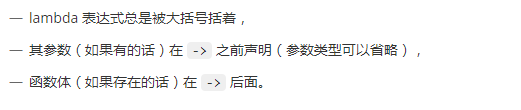 — lambda 表达式总是被大括号括着，
— 其参数（如果有的话）在 -> 之前声明（参数类型可以省略），
— 函数体（如果存在的话）在 -> 后面。